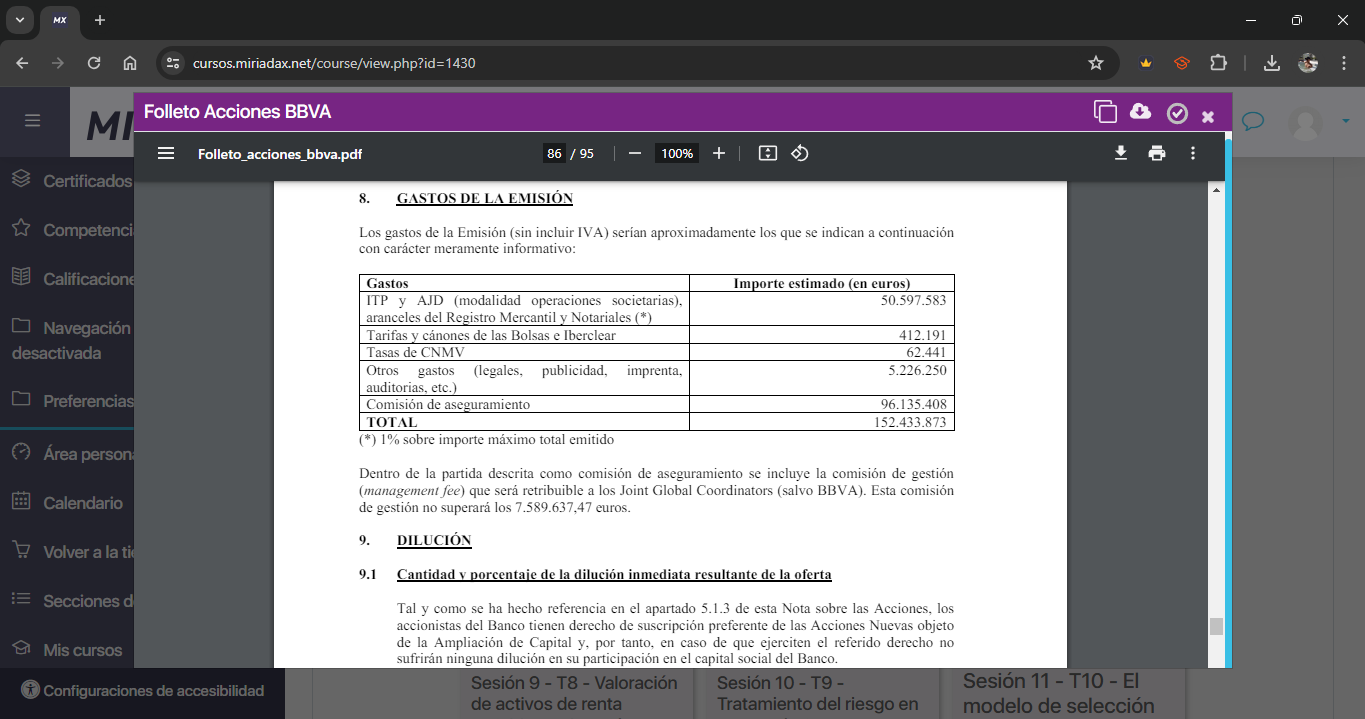 MX
cursos.miriadax.net/course/view.php?id=1430
Folleto Acciones BBVA
Folleto_acciones_bbva.pdf
86 / 95
100%
Certificados
Competenci
Calificacione
Navegación
desactivada
Preferencias
Área person
Calendario
Volver a la ti
Secciones d
Mis cursos
Configuraciones de accesibilidad
8. GASTOS DE LA EMISIÓN
Los gastos de la Emisión (sin incluir IVA) serían aproximadamente los que se indican a continuación
con carácter meramente informativo:
Gastos Importe estimado (en euros)
ITP y AJD (modalidad operaciones societarias), 50.597.583
aranceles del Registro Mercantil y Notariales (*)
Tarifas y cánones de las Bolsas e Iberclear 412.191
Tasas de CNMV 62.441
Otros gastos (legales, publicidad, imprenta, 5.226.250
auditorias, etc.)
Comisión de aseguramiento 96.135.408
TOTAL 152.433.873
(*) 1% sobre importe máximo total emitido
Dentro de la partida descrita como comisión de aseguramiento se incluye la comisión de gestión
(management fee) que será retribuible a los Joint Global Coordinators (salvo BBVA). Esta comisión
de gestión no superará los 7.589.637,47 euros.
9. DILUCIÓN
9.1 Cantidad y porcentaje de la dilución inmediata resultante de la oferta
Tal y como se ha hecho referencia en el apartado 5.1.3 de esta Nota sobre las Acciones, los
accionistas del Banco tienen derecho de suscripción preferente de las Acciones Nuevas objeto
de la Ampliación de Capital y, por tanto, en caso de que ejerciten el referido derecho no
sufrirán ninguna dilución en su participación en el capital social del Banco.
Sesión 9 - T8 - Valoración
de activos de renta
Sesión 10 - T9 -
Tratamiento del riesgo en
Sesión 11 - T10 - El
modelo de selección